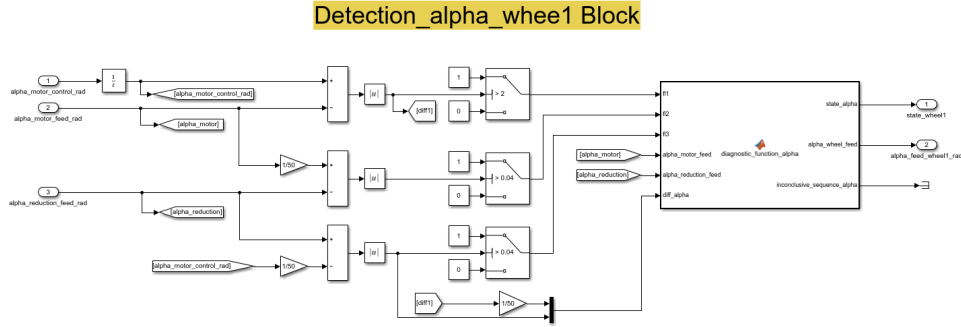 Detection_alpha_whee1 Block
1
alpha_motor_control_rad
1
z
[alpha_motor_control_rad]
2
alpha_motor_feed_rad
[alpha_motor]
1/50
3
alpha_reduction_feed_rad
[alpha_reduction]
[alpha_motor_control_rad]
1/50
+
−
|u|
[diff1]
1
> 2
0
+
−
|u|
1
> 0.04
0
+
−
|u|
1
> 0.04
0
[diff1]
1/50
[alpha_motor]
[alpha_reduction]
fl1
fl2
fl3
alpha_motor_feed
alpha_reduction_feed
diff_alpha
diagnostic_function_alpha
state_alpha
alpha_wheel_feed
inconclusive_sequence_alpha
1
state_wheel1
2
alpha_feed_wheel1_rad